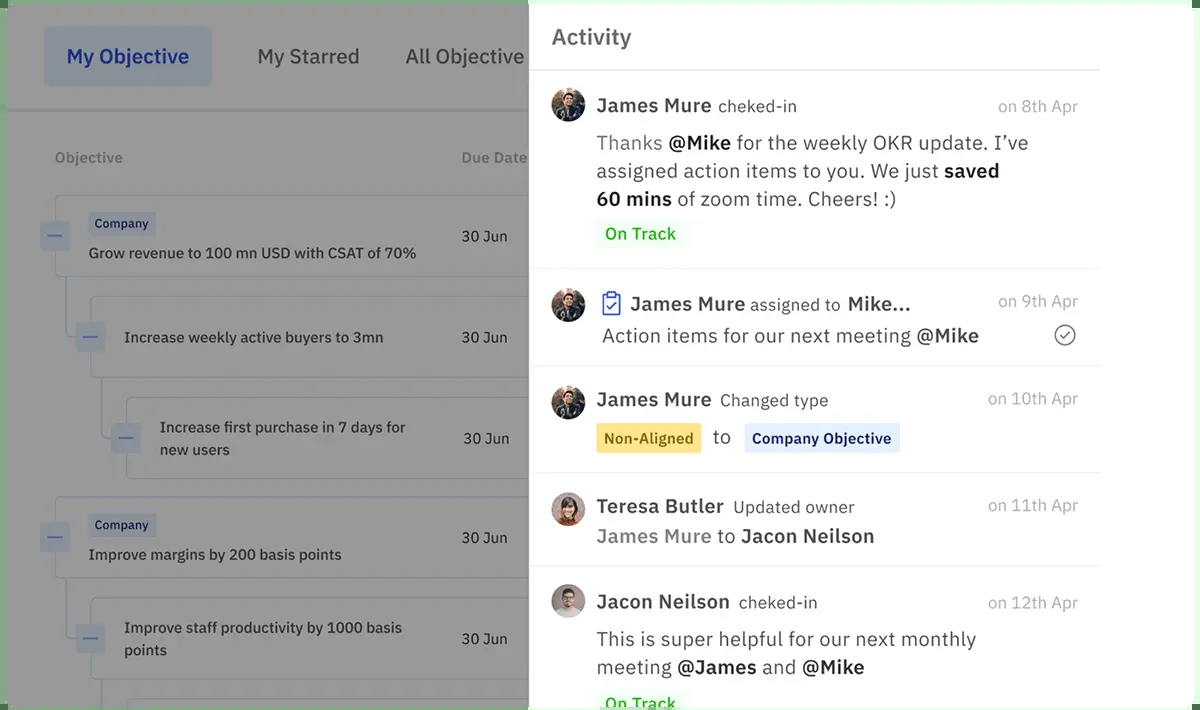 My Objective
My Starred
All Objective
Objective
Due Date
Company
Grow revenue to 100 mn USD with CSAT of 70%
30 Jun
Increase weekly active buyers to 3mn
30 Jun
Increase first purchase in 7 days for
new users
30 Jun
Company
Improve margins by 200 basis points
30 Jun
Improve staff productivity by 1000 basis
points
30 Jun
Activity
James Mure cheked-in
on 8th Apr
Thanks @Mike for the weekly OKR update. I’ve
assigned action items to you. We just saved
60 mins of zoom time. Cheers! :)
On Track
James Mure assigned to Mike...
on 9th Apr
Action items for our next meeting @Mike
James Mure Changed type
on 10th Apr
Non-Aligned to Company Objective
Teresa Butler Updated owner
on 11th Apr
James Mure to Jacon Neilson
Jacon Neilson cheked-in
on 12th Apr
This is super helpful for our next monthly
meeting @James and @Mike
On Track